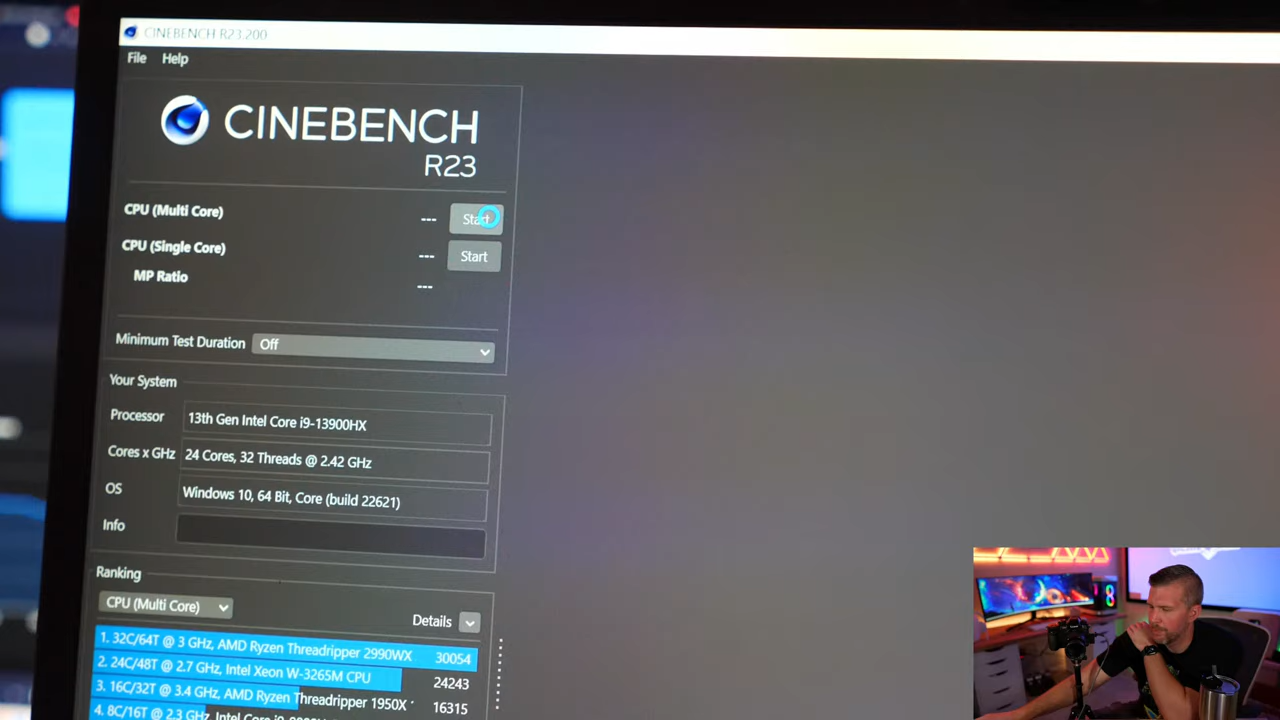 CINEBENCH R23.200
File Help
CINEBENCH
R23
CPU (Multi Core) --- Start
CPU (Single Core) --- Start
MP Ratio ---
Minimum Test Duration Off
Your System
Processor 13th Gen Intel Core i9-13900HX
Cores x GHz 24 Cores, 32 Threads @ 2.42 GHz
OS Windows 10, 64 Bit, Core (build 22621)
Info
Ranking
CPU (Multi Core) Details
1. 32C/64T @ 3 GHz, AMD Ryzen Threadripper 2990WX 30054
2. 24C/48T @ 2.7 GHz, Intel Xeon W-3265M CPU 24243
3. 16C/32T @ 3.4 GHz, AMD Ryzen Threadripper 1950X 16315
4. 8C/16T @ 2.3 GHz, Intel Core